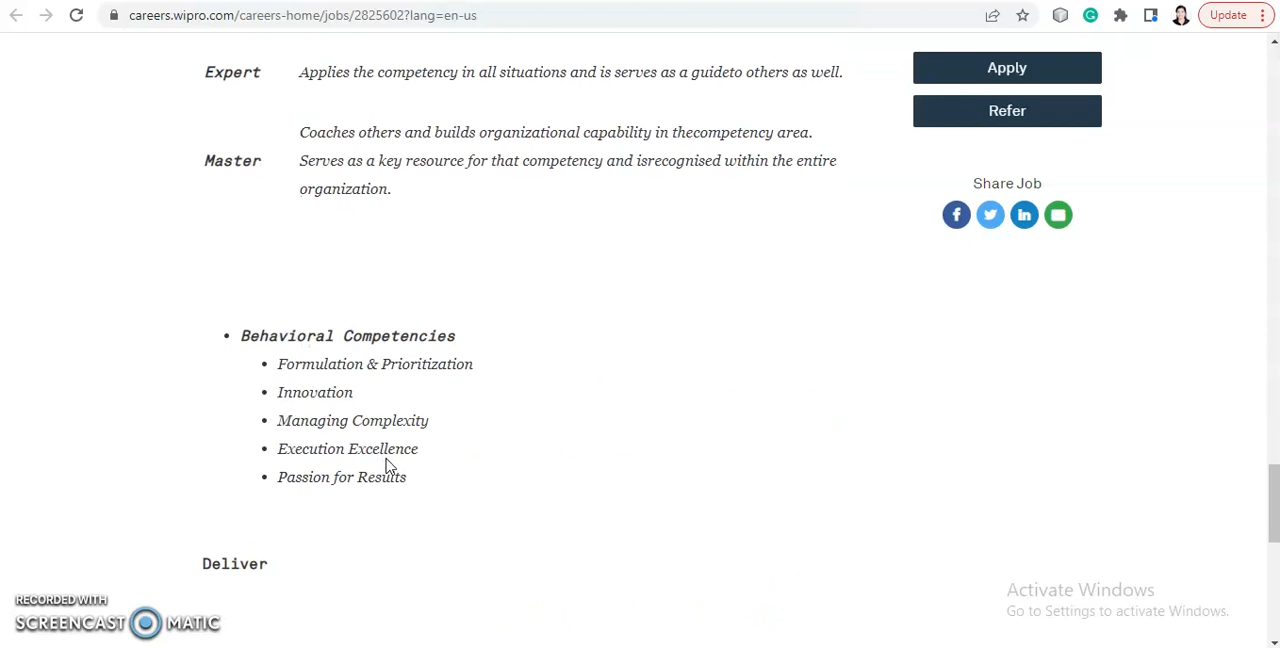 careers.wipro.com/careers-home/jobs/2825602?lang=en-us
Update
Expert Applies the competency in all situations and is serves as a guideto others as well.
Coaches others and builds organizational capability in thecompetency area.
Master Serves as a key resource for that competency and isrecognised within the entire
organization.
Apply
Refer
Share Job
• Behavioral Competencies
• Formulation & Prioritization
• Innovation
• Managing Complexity
• Execution Excellence
• Passion for Results
Deliver
Activate Windows
Go to Settings to activate Windows.
RECORDED WITH
SCREENCAST MATIC